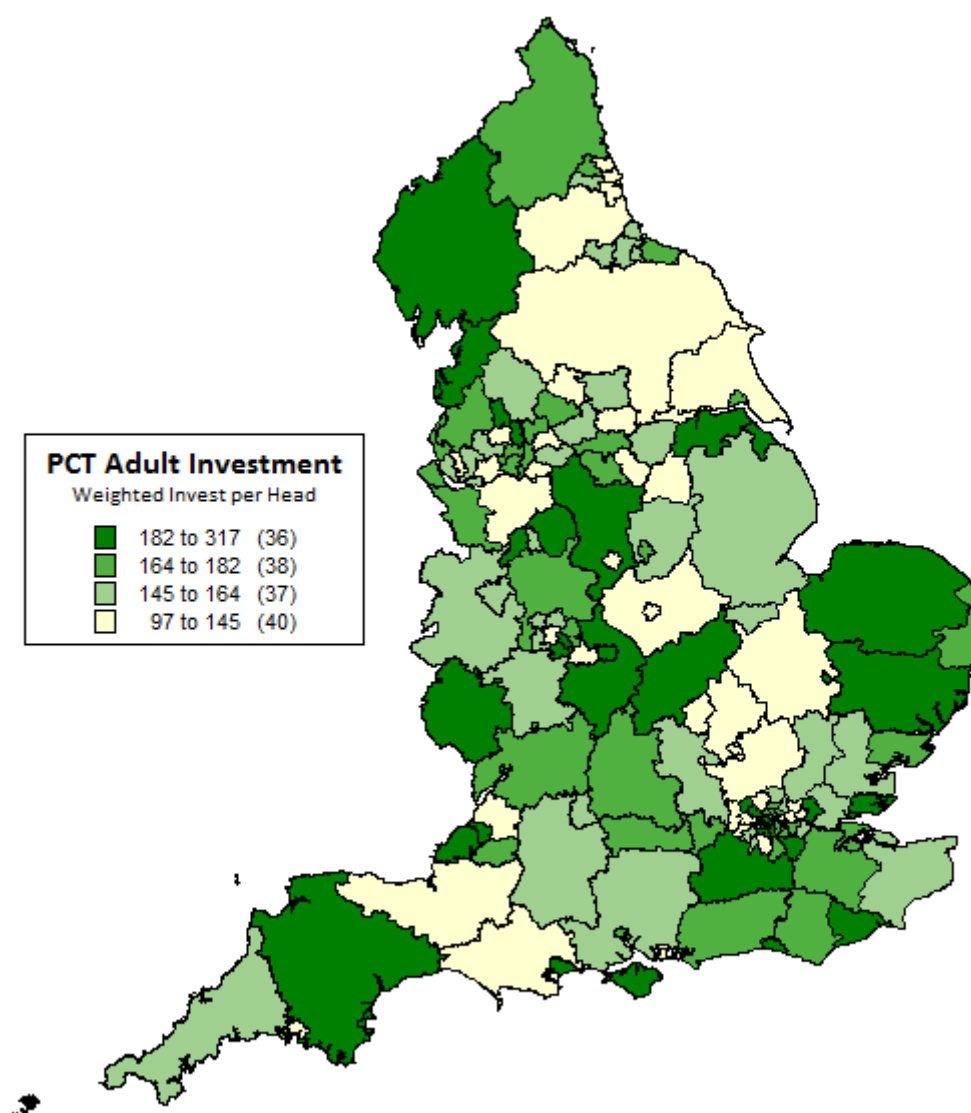 PCT Adult Investment
Weighted Invest per Head
182 to 317 (36)
164 to 182 (38)
145 to 164 (37)
97 to 145 (40)